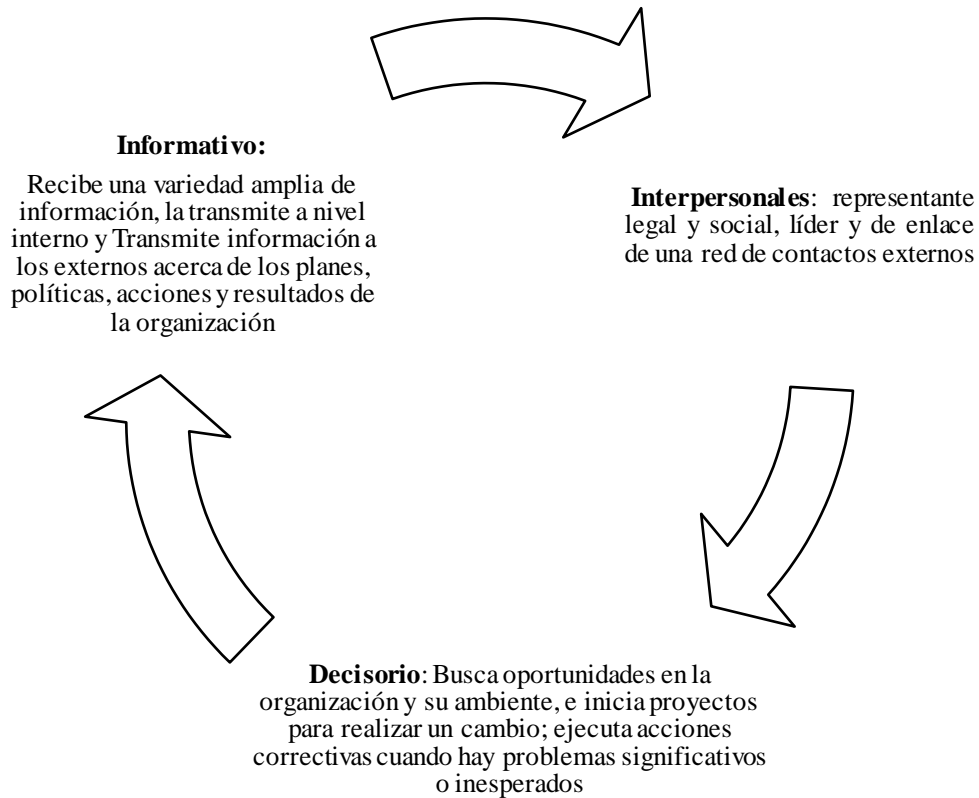 Informativo:
Recibe una variedad amplia de
información, la transmite a nivel
interno y Transmite información a
los externos acerca de los planes,
políticas, acciones y resultados de
la organización
Interpersonales: representante
legal y social, líder y de enlace
de una red de contactos externos
Decisorio: Busca oportunidades en la
organización y su ambiente, e inicia proyectos
para realizar un cambio; ejecuta acciones
correctivas cuando hay problemas significativos
o inesperados